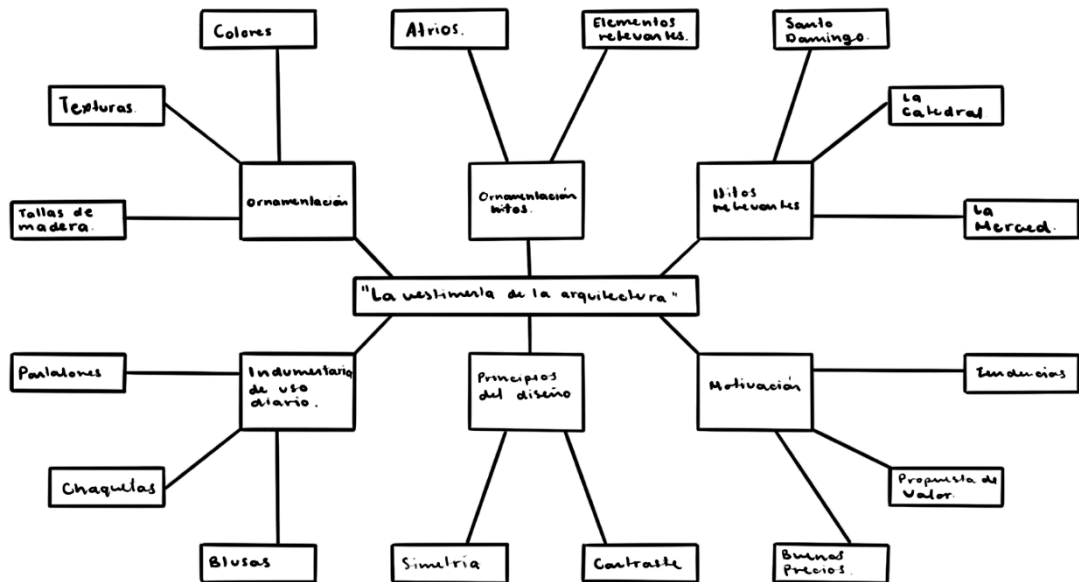 Colores
Atrios.
Elementos
relevantes.
Santo
Domingo.
Texturas.
La
Catedral.
Ornamentación
Ornamentación
hitos.
Hitos
relevantes
Tallas de
madera.
La
Merced.
"La vestimenta de la arquitectura"
Pantalones
Indumentaria
de uso
diario.
Principios
del diseño
Motivación
Tendencias
Chaquetas
Propuesta de
Valor.
Blusas
Simetría
Contraste
Buenos
Precios.